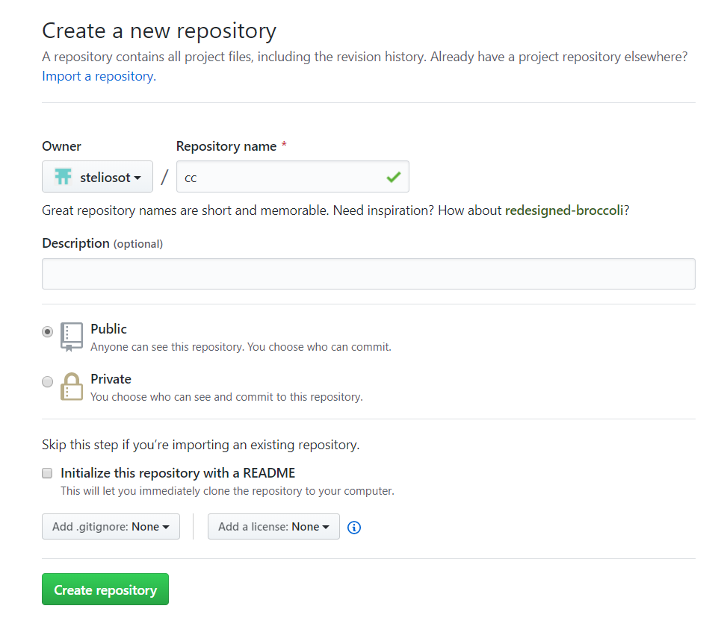 Create a new repository
A repository contains all project files, including the revision history. Already have a project repository elsewhere?
Import a repository.
Owner
Repository name *
steliosot
/
cc
Great repository names are short and memorable. Need inspiration? How about redesigned-broccoli?
Description (optional)
Public
Anyone can see this repository. You choose who can commit.
Private
You choose who can see and commit to this repository.
Skip this step if you're importing an existing repository.
Initialize this repository with a README
This will let you immediately clone the repository to your computer.
Add .gitignore: None
Add a license: None
Create repository